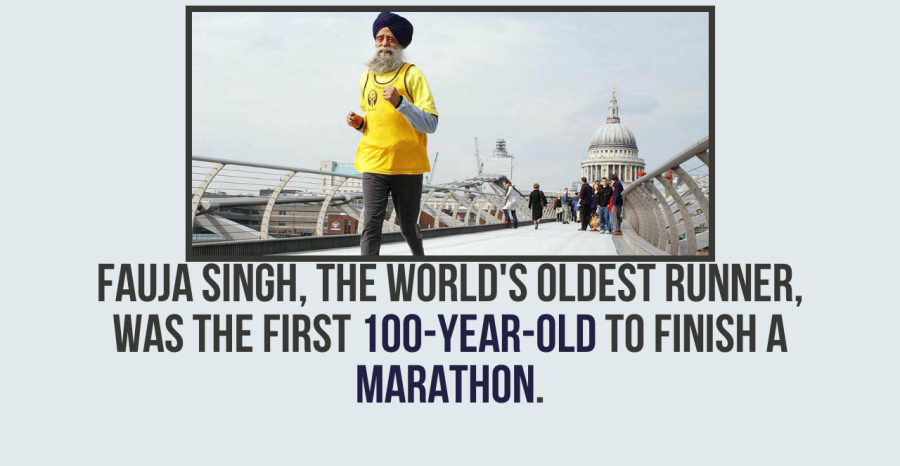 FAUJA SINGH, THE WORLD'S OLDEST RUNNER,
WAS THE FIRST 100-YEAR-OLD TO FINISH A
MARATHON.